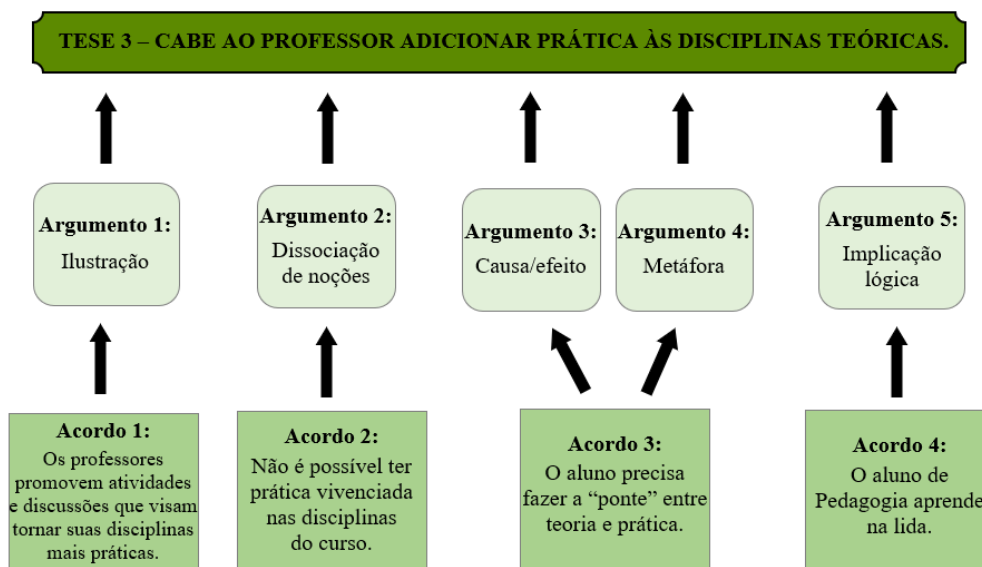 TESE 3 – CABE AO PROFESSOR ADICIONAR PRÁTICA ÀS DISCIPLINAS TEÓRICAS.
Argumento 1:
Ilustração
Argumento 2:
Dissociação
de noções
Argumento 3:
Causa/efeito
Argumento 4:
Metáfora
Argumento 5:
Implicação
lógica
Acordo 1:
Os professores
promovem atividades
e discussões que visam
tornar suas disciplinas
mais práticas.
Acordo 2:
Não é possível ter
prática vivenciada
nas disciplinas
do curso.
Acordo 3:
O aluno precisa
fazer a “ponte” entre
teoria e prática.
Acordo 4:
O aluno de
Pedagogia aprende
na lida.